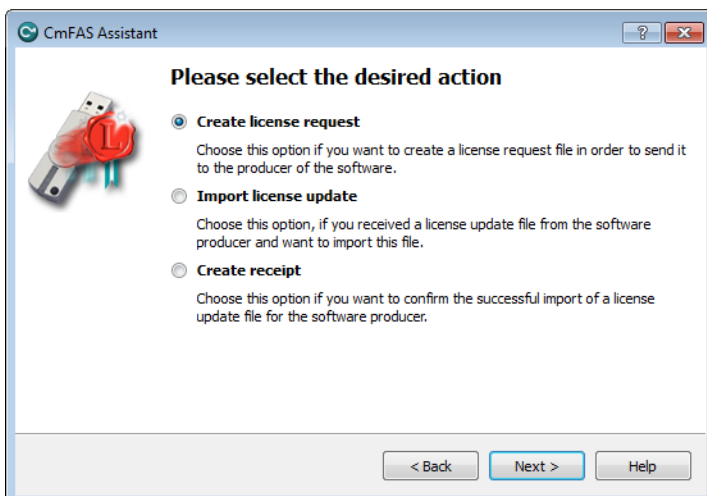 CmFAS Assistant
Please select the desired action
Create license request
Choose this option if you want to create a license request file in order to send it
to the producer of the software.
Import license update
Choose this option, if you received a license update file from the software
producer and want to import this file.
Create receipt
Choose this option if you want to confirm the successful import of a license
update file for the software producer.
< Back
Next >
Help